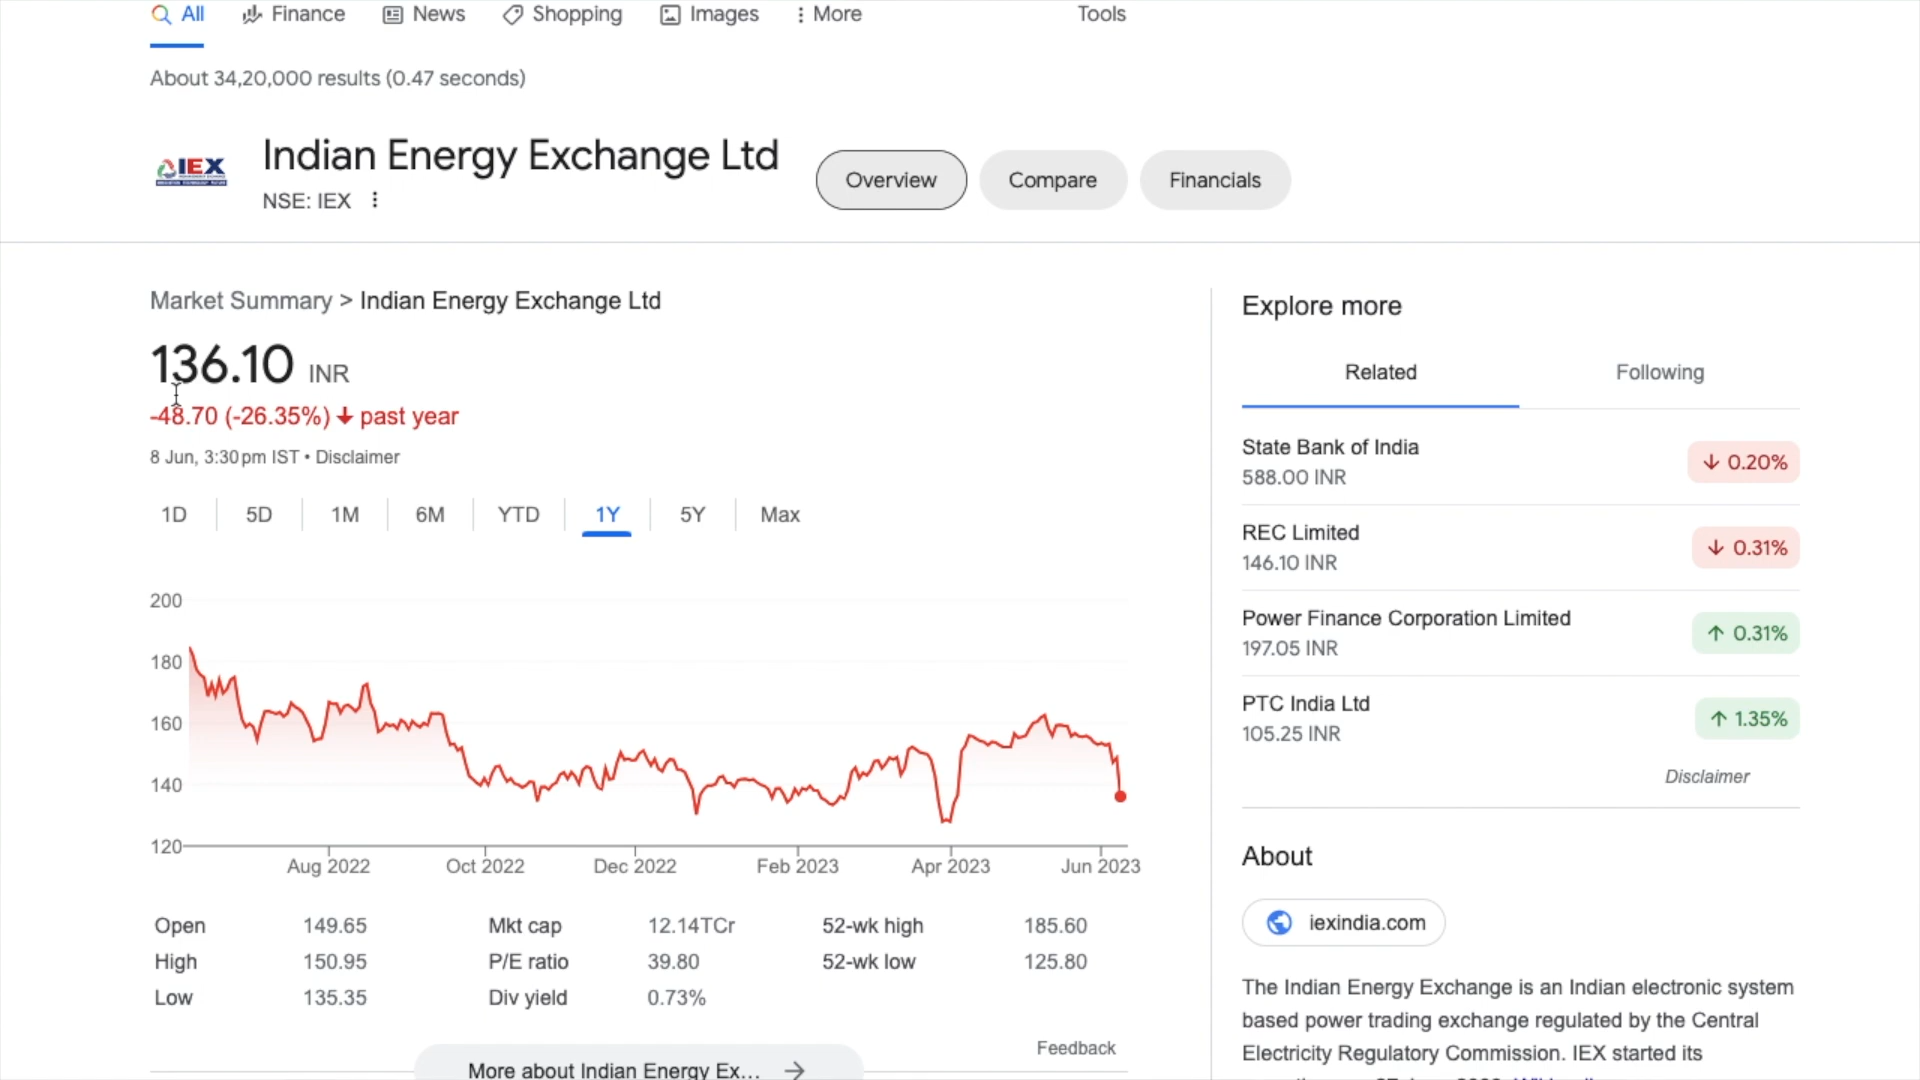 All
Finance
News
Shopping
Images
More
Tools
About 34,20,000 results (0.47 seconds)
IEX
Indian Energy Exchange Ltd
NSE: IEX
Overview
Compare
Financials
Market Summary > Indian Energy Exchange Ltd
136.10 INR
-48.70 (-26.35%) ↓ past year
8 Jun, 3:30 pm IST • Disclaimer
1D
5D
1M
6M
YTD
1Y
5Y
Max
200
180
160
140
120
Aug 2022
Oct 2022
Dec 2022
Feb 2023
Apr 2023
Jun 2023
Open 149.65 Mkt cap 12.14TCr 52-wk high 185.60
High 150.95 P/E ratio 39.80 52-wk low 125.80
Low 135.35 Div yield 0.73%
Feedback
More about Indian Energy Ex... →
Explore more
Related
Following
State Bank of India
588.00 INR
↓ 0.20%
REC Limited
146.10 INR
↓ 0.31%
Power Finance Corporation Limited
197.05 INR
↑ 0.31%
PTC India Ltd
105.25 INR
↑ 1.35%
Disclaimer
About
iexindia.com
The Indian Energy Exchange is an Indian electronic system
based power trading exchange regulated by the Central
Electricity Regulatory Commission. IEX started its